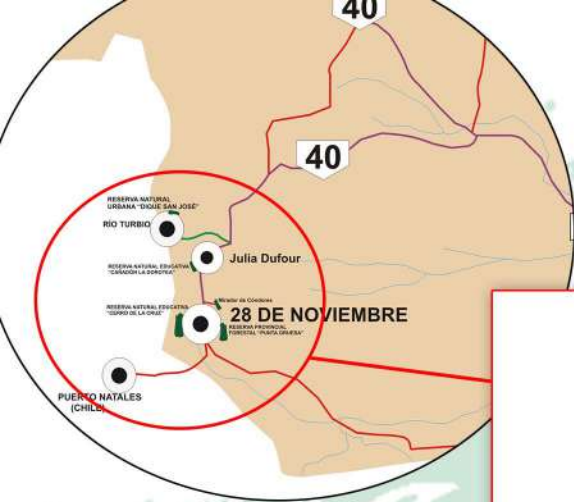 40
40
RESERVA NATURAL
URBANA "DIQUE SAN JOSÉ"
RÍO TURBIO
Julia Dufour
RESERVA NATURAL EDUCATIVA
"CAÑADÓN LA DOROTEA"
Mirador de Cóndores
RESERVA NATURAL EDUCATIVA
"CERRO DE LA CRUZ"
28 DE NOVIEMBRE
RESERVA PROVINCIAL
FORESTAL "PUNTA GRUESA"
PUERTO NATALES
(CHILE)